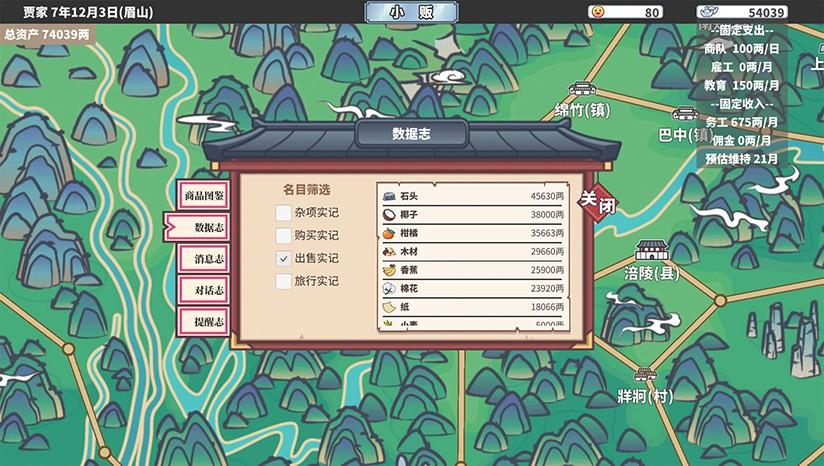 贾家 7年12月3日(眉山)
小 贩
80
54039
总资产 74039两
--固定支出--
商队 100两/日
雇工 0两/月
教育 150两/月
--固定收入--
务工 675两/月
佣金 0两/月
预估维持 21月
上
绵竹(镇)
巴中(镇)
数据志
关闭
商品图鉴
数据志
消息志
对话志
提醒志
名目筛选
杂项实记
购买实记
出售实记
旅行实记
石头 45630两
椰子 38000两
柑橘 35663两
木材 29660两
香蕉 25900两
棉花 23920两
纸 18066两
小麦 5000两
涪陵(县)
牂牁(村)